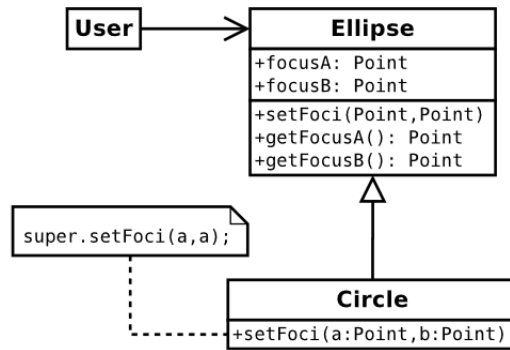 User
Ellipse
+focusA: Point
+focusB: Point
+setFoci(Point,Point)
+getFocusA(): Point
+getFocusB(): Point
super.setFoci(a,a);
Circle
+setFoci(a:Point,b:Point)